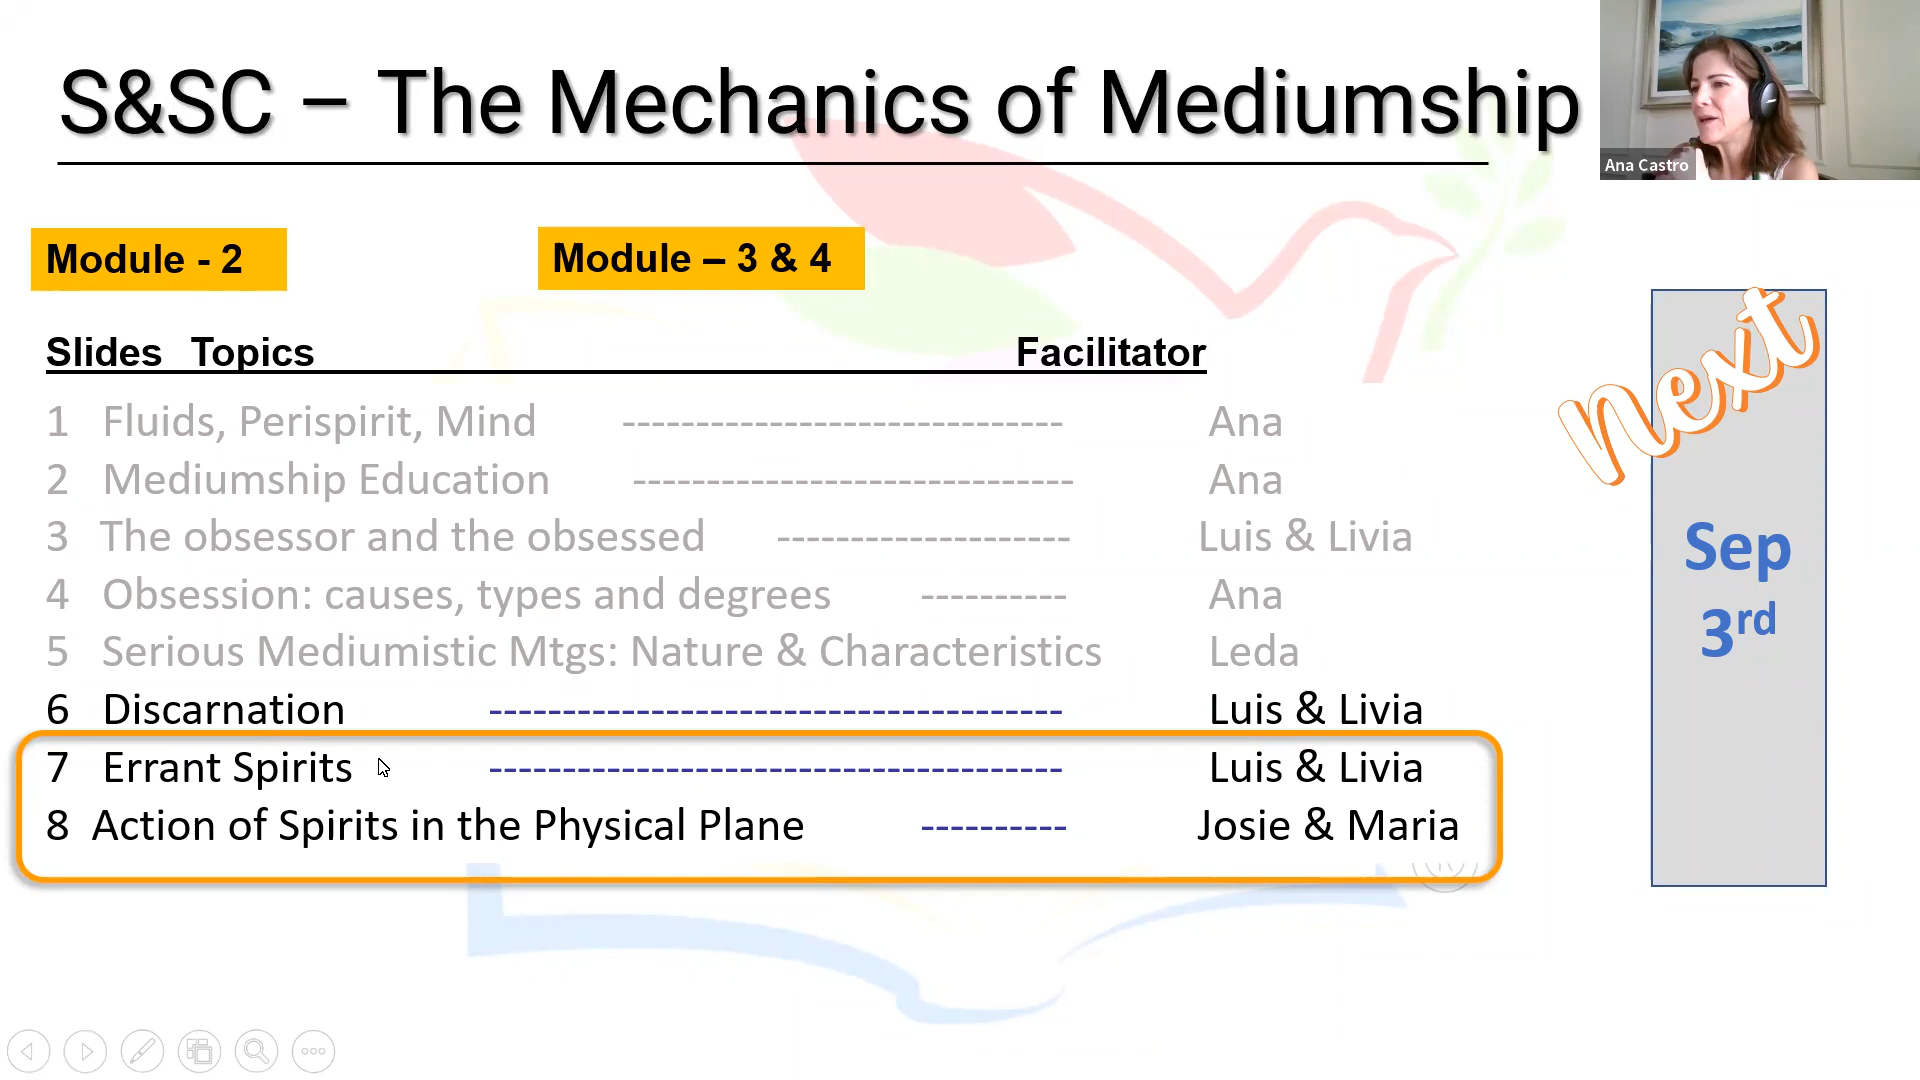 S&SC – The Mechanics of Mediumship
Ana Castro
Module - 2
Module – 3 & 4
next
Slides Topics Facilitator
1 Fluids, Perispirit, Mind ------------------------------ Ana
2 Mediumship Education ------------------------------ Ana
3 The obsessor and the obsessed -------------------- Luis & Livia
4 Obsession: causes, types and degrees ---------- Ana
5 Serious Mediumistic Mtgs: Nature & Characteristics Leda
6 Discarnation --------------------------------------- Luis & Livia
7 Errant Spirits --------------------------------------- Luis & Livia
8 Action of Spirits in the Physical Plane ---------- Josie & Maria
Sep
3rd